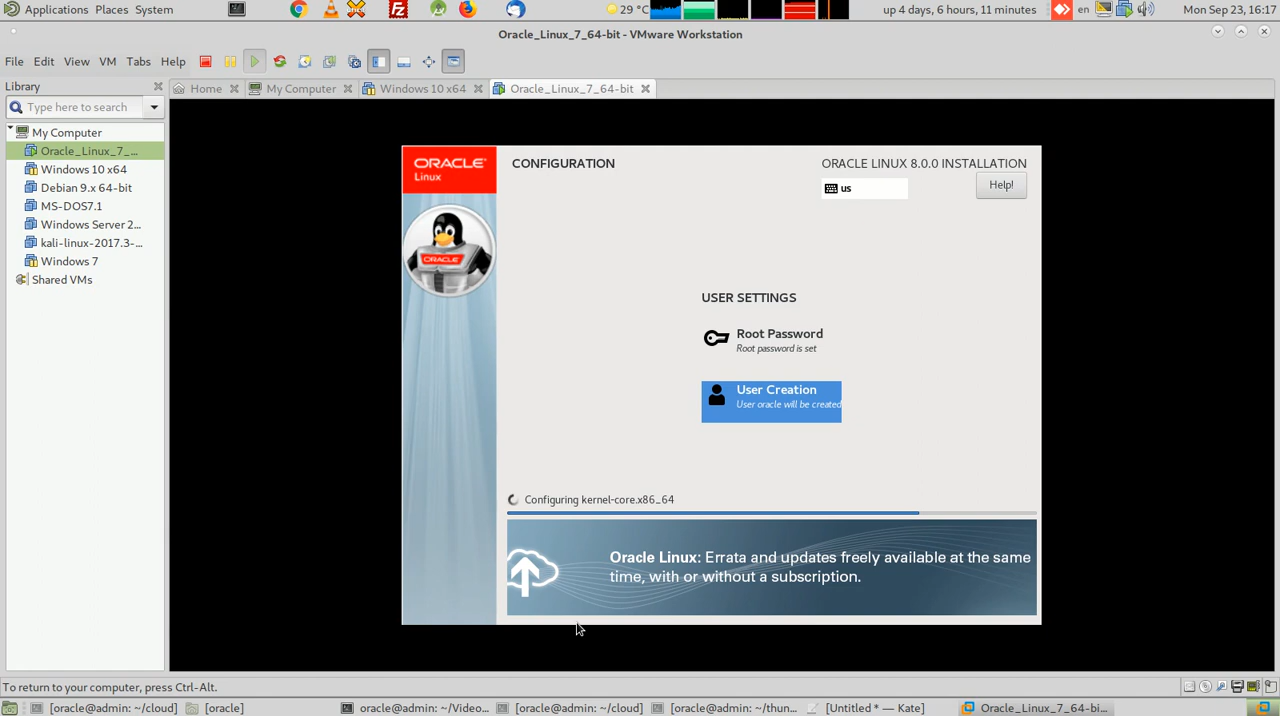 Applications Places System
29 °C
up 4 days, 6 hours, 11 minutes
en
Mon Sep 23, 16:17
Oracle_Linux_7_64-bit - VMware Workstation
File Edit View VM Tabs Help
Library
Home
My Computer
Windows 10 x64
Oracle_Linux_7_64-bit
Type here to search
My Computer
Oracle_Linux_7_...
Windows 10 x64
Debian 9.x 64-bit
MS-DOS7.1
Windows Server 2...
kali-linux-2017.3-...
Windows 7
Shared VMs
ORACLE
Linux
CONFIGURATION
ORACLE LINUX 8.0.0 INSTALLATION
us
Help!
ORACLE
USER SETTINGS
Root Password
Root password is set
User Creation
User oracle will be created
Configuring kernel-core.x86_64
Oracle Linux: Errata and updates freely available at the same
time, with or without a subscription.
To return to your computer, press Ctrl-Alt.
[oracle@admin: ~/cloud]
[oracle]
oracle@admin: ~/Video...
[oracle@admin: ~/cloud]
[oracle@admin: ~/thun...
[Untitled * — Kate]
Oracle_Linux_7_64-bi...